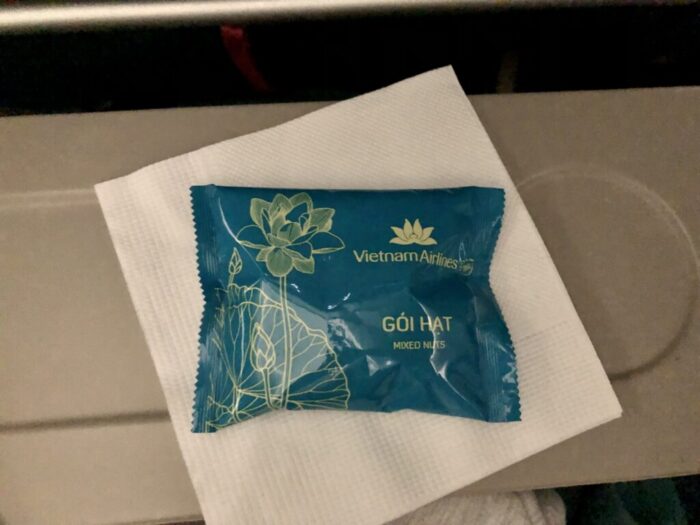 Vietnam Airlines
GÓI HẠT
MIXED NUTS